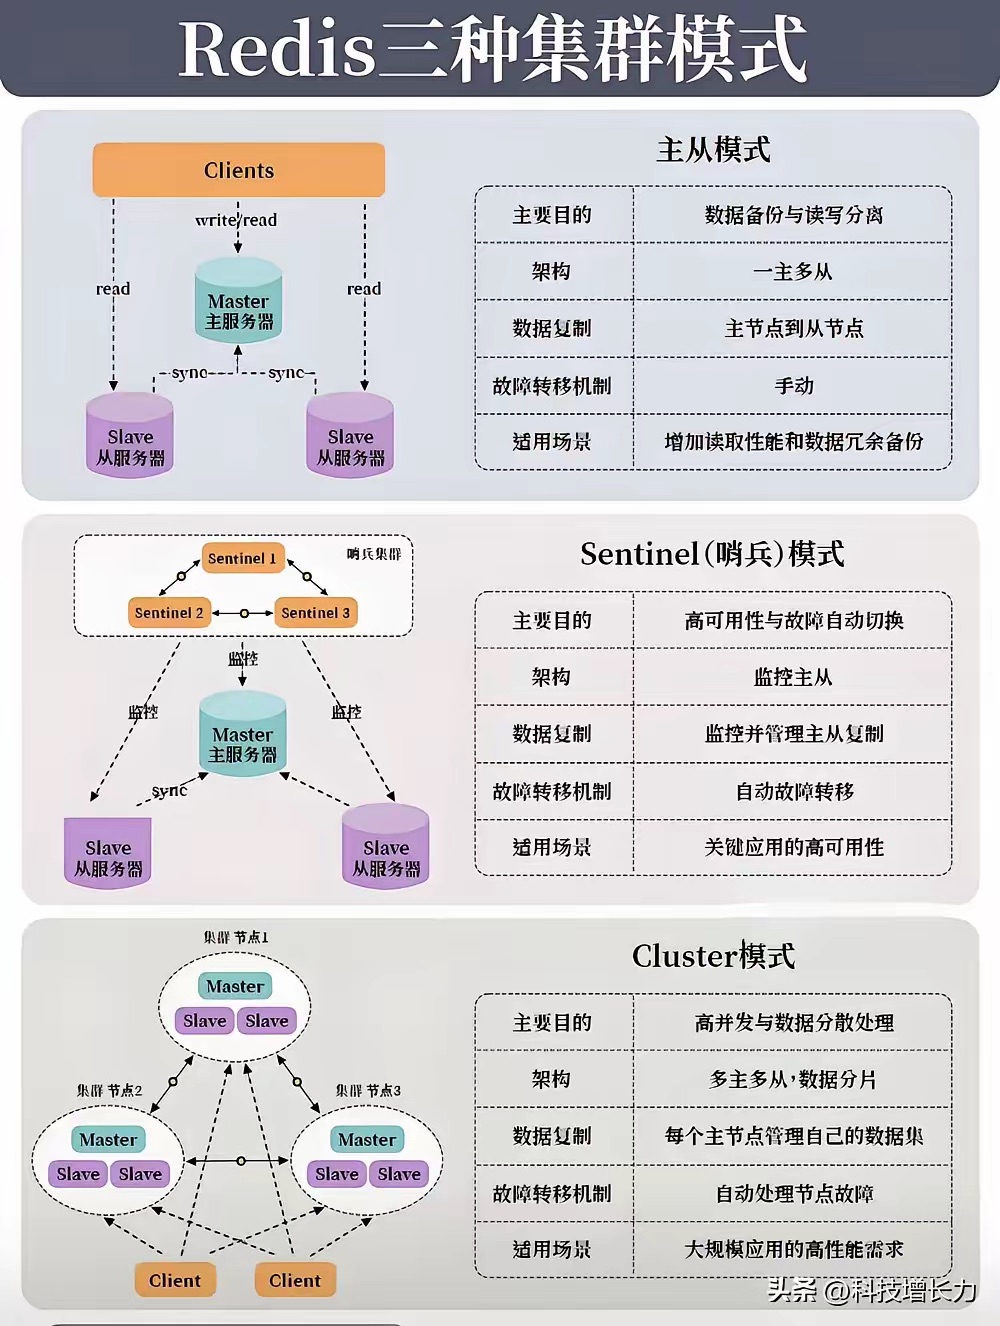 Redis三种集群模式
Clients
write/read
read
read
Master
主服务器
sync
sync
Slave
从服务器
Slave
从服务器
主从模式
主要目的 数据备份与读写分离
架构 一主多从
数据复制 主节点到从节点
故障转移机制 手动
适用场景 增加读取性能和数据冗余备份
哨兵集群
Sentinel 1
Sentinel 2
Sentinel 3
监控
监控
监控
Master
主服务器
sync
Slave
从服务器
Slave
从服务器
Sentinel(哨兵)模式
主要目的 高可用性与故障自动切换
架构 监控主从
数据复制 监控并管理主从复制
故障转移机制 自动故障转移
适用场景 关键应用的高可用性
集群 节点1
Master
Slave Slave
集群 节点2
Master
Slave Slave
集群 节点3
Master
Slave Slave
Client
Client
Cluster模式
主要目的 高并发与数据分散处理
架构 多主多从,数据分片
数据复制 每个主节点管理自己的数据集
故障转移机制 自动处理节点故障
适用场景 大规模应用的高性能需求
头条 @科技增长力